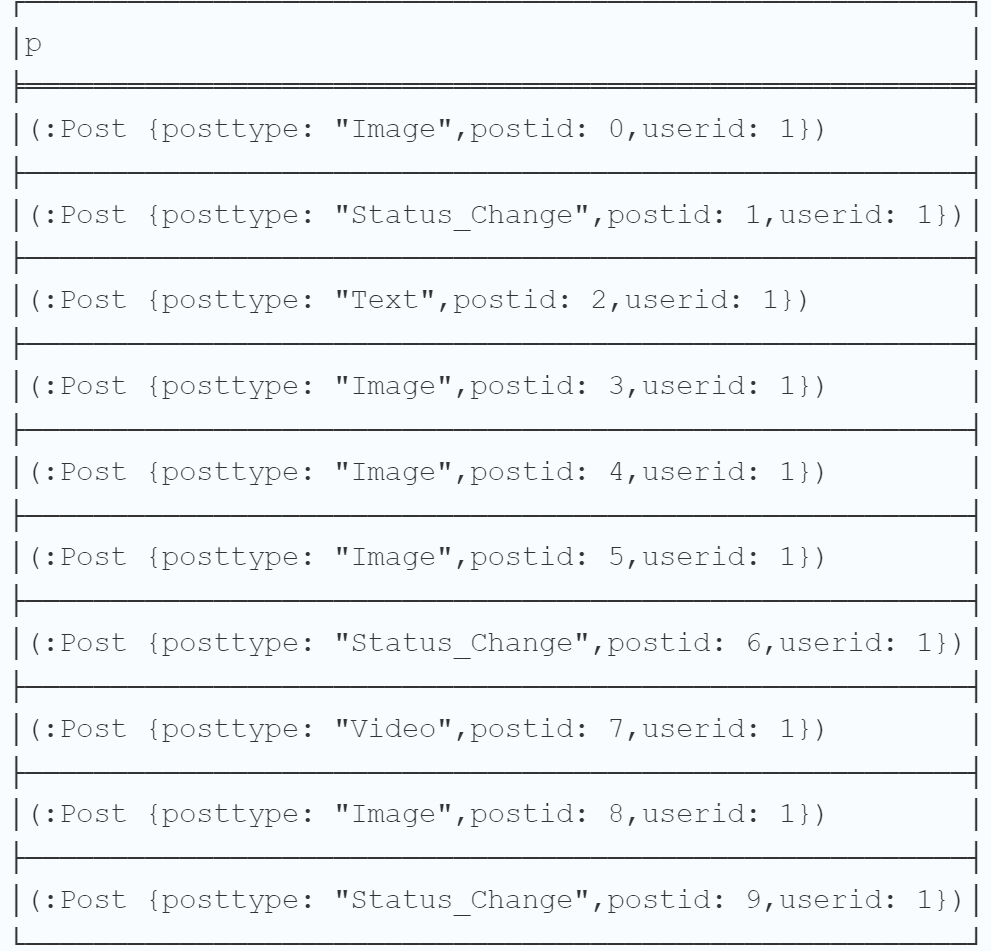 p
(:Post {posttype: "Image",postid: 0,userid: 1})
(:Post {posttype: "Status_Change",postid: 1,userid: 1})
(:Post {posttype: "Text",postid: 2,userid: 1})
(:Post {posttype: "Image",postid: 3,userid: 1})
(:Post {posttype: "Image",postid: 4,userid: 1})
(:Post {posttype: "Image",postid: 5,userid: 1})
(:Post {posttype: "Status_Change",postid: 6,userid: 1})
(:Post {posttype: "Video",postid: 7,userid: 1})
(:Post {posttype: "Image",postid: 8,userid: 1})
(:Post {posttype: "Status_Change",postid: 9,userid: 1})